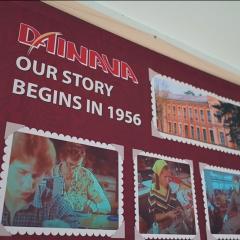 DAINAVA
OUR STORY
BEGINS IN 1956